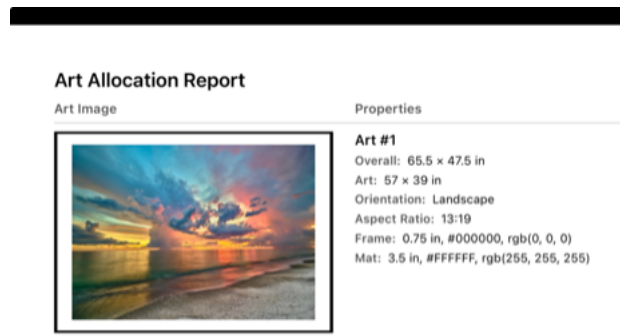 Art Allocation Report
Art Image
Properties
Art #1
Overall: 65.5 × 47.5 in
Art: 57 × 39 in
Orientation: Landscape
Aspect Ratio: 13:19
Frame: 0.75 in, #000000, rgb(0, 0, 0)
Mat: 3.5 in, #FFFFFF, rgb(255, 255, 255)